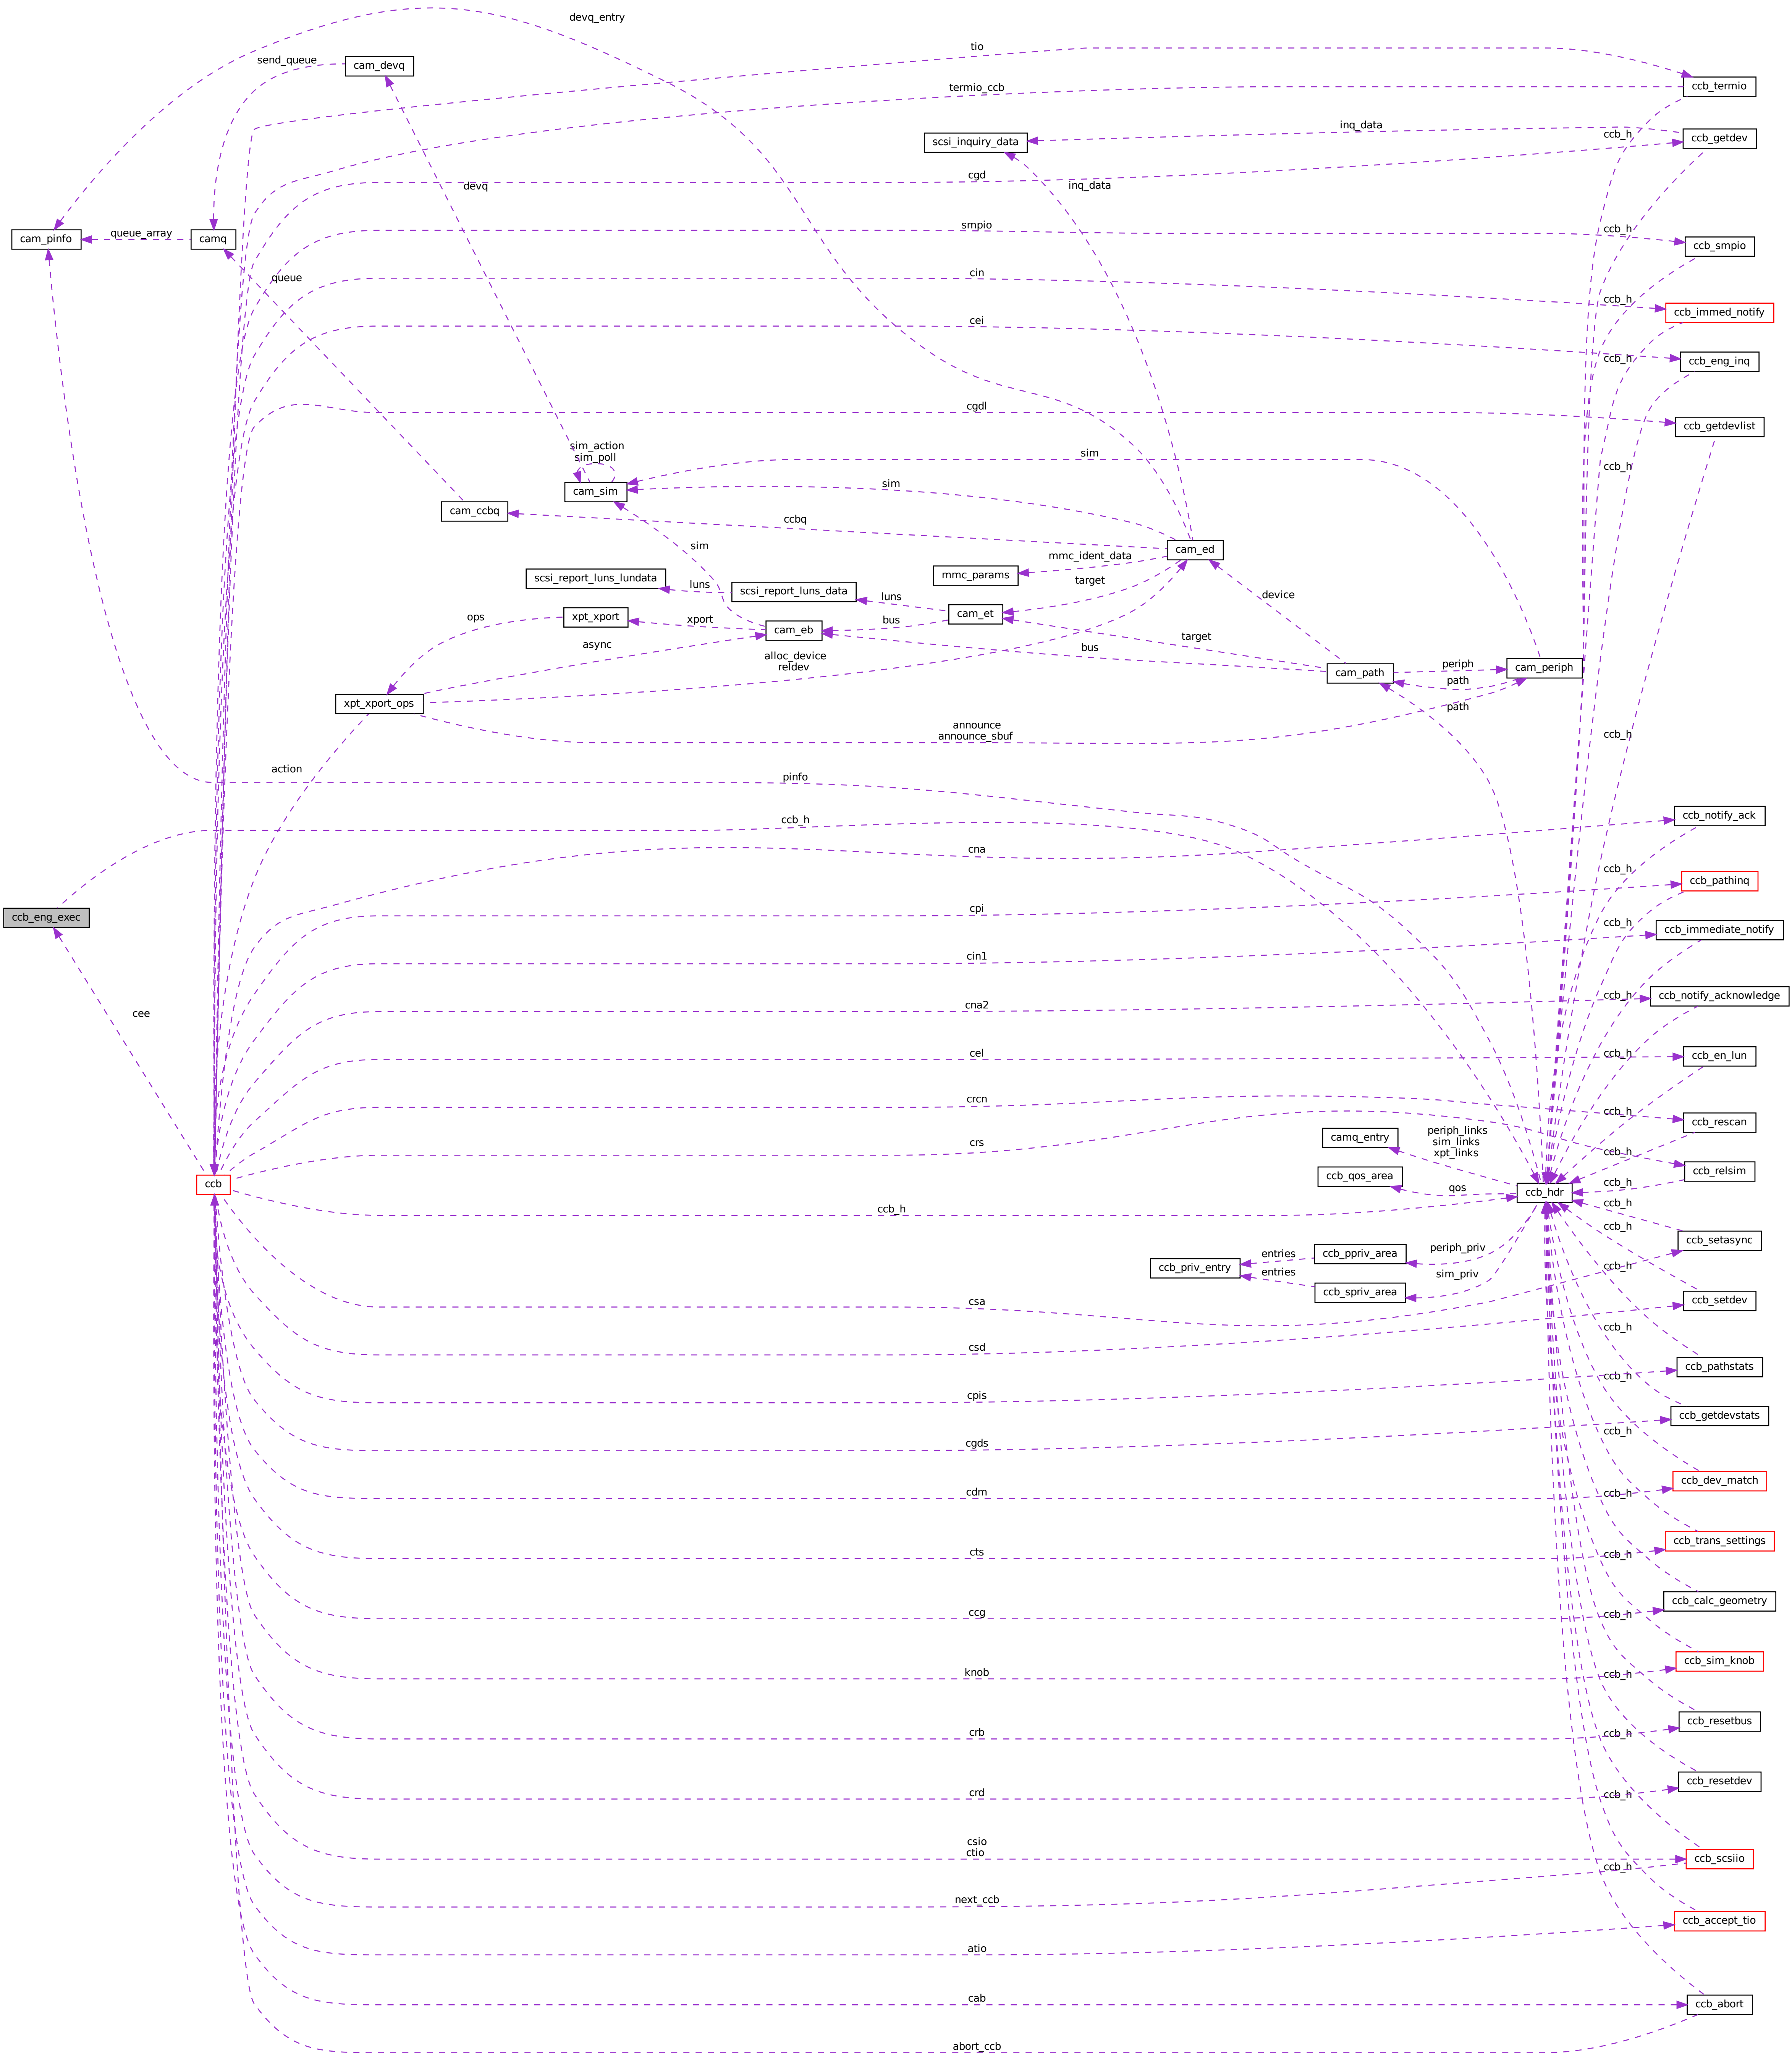 devq_entry
tio
send_queue
cam_devq
termio_ccb
ccb_termio
inq_data
ccb_h
ccb_getdev
scsi_inquiry_data
cgd
devq
inq_data
smpio
ccb_h
cam_pinfo
queue_array
camq
ccb_smpio
cin
queue
ccb_h
ccb_immed_notify
cei
ccb_h
ccb_eng_inq
cgdl
ccb_getdevlist
sim_action
sim_poll
sim
ccb_h
cam_sim
sim
cam_ccbq
ccbq
sim
cam_ed
mmc_ident_data
scsi_report_luns_lundata
luns
scsi_report_luns_data
mmc_params
target
luns
device
ops
xpt_xport
xport
cam_eb
bus
cam_et
async
target
alloc_device
reldev
bus
cam_path
periph
cam_periph
path
xpt_xport_ops
path
announce
announce_sbuf
ccb_h
action
pinfo
ccb_h
cna
ccb_notify_ack
ccb_h
ccb_pathinq
cpi
ccb_eng_exec
ccb_h
ccb_immediate_notify
cin1
cna2
ccb_h
ccb_notify_acknowledge
cee
cel
ccb_h
ccb_en_lun
crcn
ccb_h
ccb_rescan
periph_links
sim_links
xpt_links
camq_entry
crs
ccb_h
ccb_relsim
ccb_qos_area
ccb
qos
ccb_hdr
ccb_h
ccb_h
ccb_h
ccb_h
ccb_setasync
periph_priv
ccb_ppriv_area
entries
ccb_priv_entry
entries
sim_priv
ccb_h
ccb_spriv_area
csa
ccb_setdev
ccb_h
csd
ccb_pathstats
ccb_h
cpis
ccb_getdevstats
ccb_h
cgds
ccb_dev_match
ccb_h
cdm
ccb_trans_settings
cts
ccb_h
ccb_calc_geometry
ccg
ccb_h
ccb_sim_knob
knob
ccb_h
ccb_resetbus
crb
ccb_h
ccb_resetdev
crd
ccb_h
csio
ctio
ccb_scsiio
ccb_h
next_ccb
ccb_accept_tio
atio
cab
ccb_abort
abort_ccb